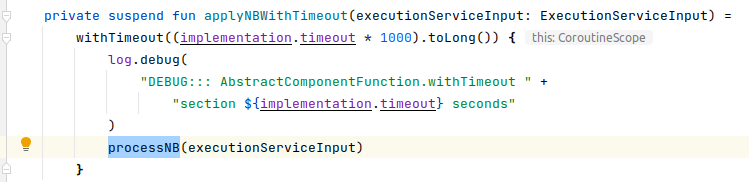 private suspend fun applyNBWithTimeout(executionServiceInput: ExecutionServiceInput) =
withTimeout((implementation.timeout * 1000).toLong()) { this: CoroutineScope
log.debug(
"DEBUG::: AbstractComponentFunction.withTimeout " +
"section ${implementation.timeout} seconds"
)
processNB(executionServiceInput)
}